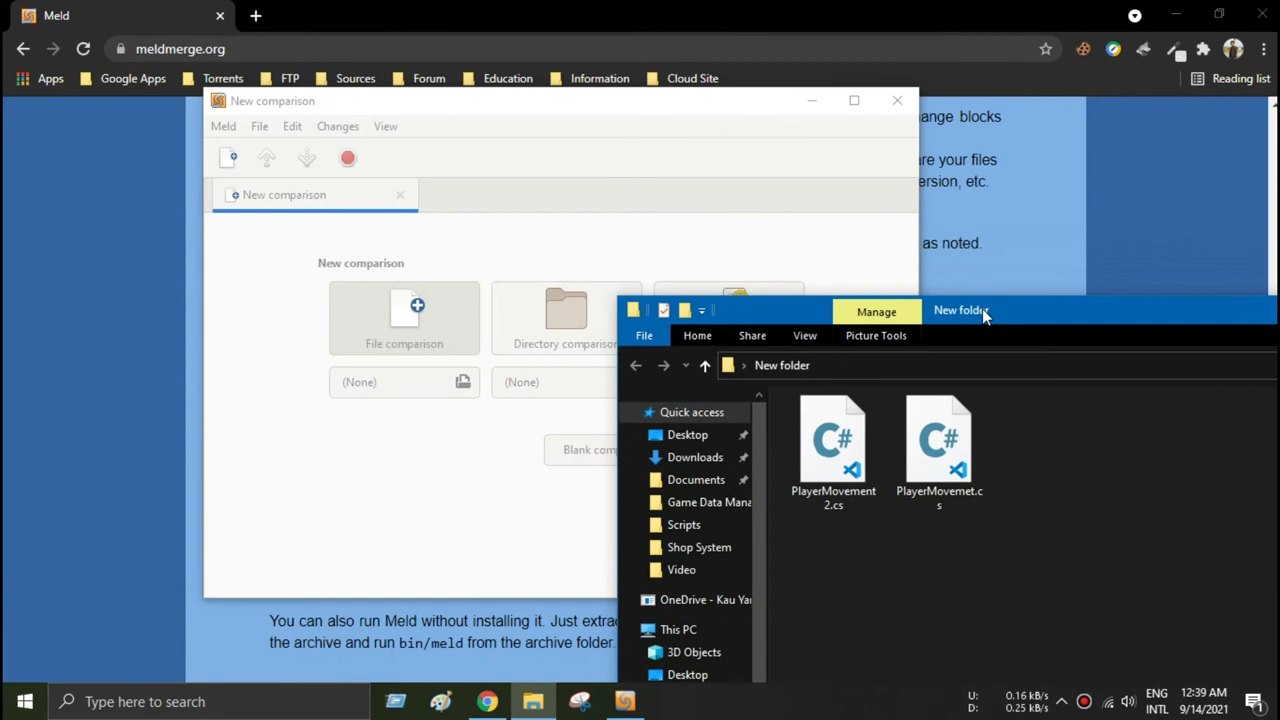 Meld
meldmerge.org
Apps
Google Apps
Torrents
FTP
Sources
Forum
Education
Information
Cloud Site
Reading list
New comparison
Meld
File
Edit
Changes
View
New comparison
New comparison
File comparison
Directory comparison
(None)
(None)
Blank comp
ange blocks
are your files
ersion, etc.
as noted.
You can also run Meld without installing it. Just extrac
the archive and run bin/meld from the archive folder.
Manage
New folder
File
Home
Share
View
Picture Tools
New folder
Quick access
Desktop
Downloads
Documents
Game Data Mana
Scripts
Shop System
Video
OneDrive - Kau Yan
This PC
3D Objects
Desktop
C#
PlayerMovement
2.cs
C#
PlayerMovemet.c
s
Type here to search
U:
0.16 kB/s
D:
0.25 kB/s
ENG
INTL
12:39 AM
9/14/2021
1